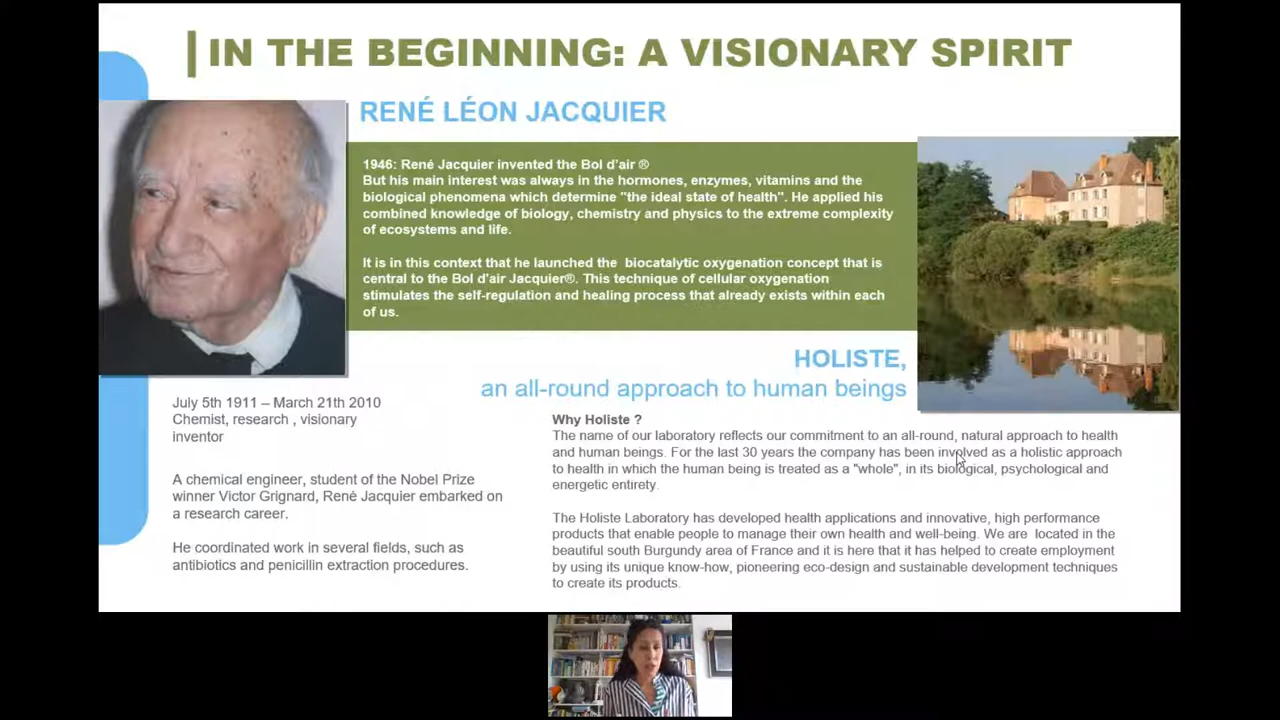 IN THE BEGINNING: A VISIONARY SPIRIT
RENÉ LÉON JACQUIER
1946: René Jacquier invented the Bol d'air ®
But his main interest was always in the hormones, enzymes, vitamins and the
biological phenomena which determine "the ideal state of health". He applied his
combined knowledge of biology, chemistry and physics to the extreme complexity
of ecosystems and life.
It is in this context that he launched the biocatalytic oxygenation concept that is
central to the Bol d'air Jacquier®. This technique of cellular oxygenation
stimulates the self-regulation and healing process that already exists within each
of us.
July 5th 1911 – March 21th 2010
Chemist, research , visionary
inventor
A chemical engineer, student of the Nobel Prize
winner Victor Grignard, René Jacquier embarked on
a research career.
He coordinated work in several fields, such as
antibiotics and penicillin extraction procedures.
HOLISTE,
an all-round approach to human beings
Why Holiste ?
The name of our laboratory reflects our commitment to an all-round, natural approach to health
and human beings. For the last 30 years the company has been involved as a holistic approach
to health in which the human being is treated as a "whole", in its biological, psychological and
energetic entirety.
The Holiste Laboratory has developed health applications and innovative, high performance
products that enable people to manage their own health and well-being. We are located in the
beautiful south Burgundy area of France and it is here that it has helped to create employment
by using its unique know-how, pioneering eco-design and sustainable development techniques
to create its products.